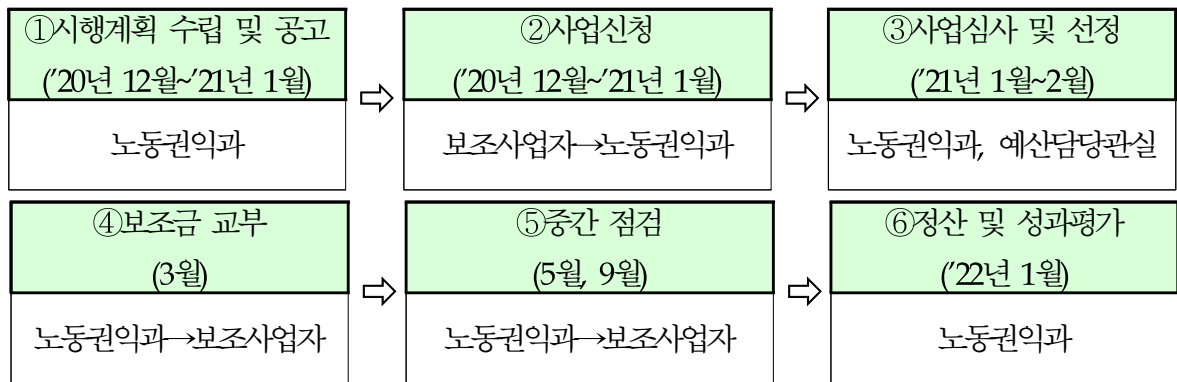 ①시행계획 수립 및 공고
('20년 12월~'21년 1월)
노동권익과
⇨
②사업신청
('20년 12월~'21년 1월)
보조사업자→노동권익과
⇨
③사업심사 및 선정
('21년 1월~2월)
노동권익과, 예산담당관실
④보조금 교부
(3월)
노동권익과→보조사업자
⇨
⑤중간 점검
(5월, 9월)
노동권익과→보조사업자
⇨
⑥정산 및 성과평가
('22년 1월)
노동권익과